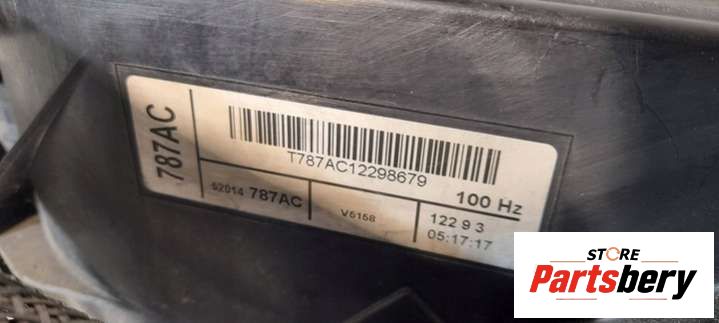 787AC
T787AC12298679
100 Hz
52014 787AC
V5158
122 9 3
05:17:17
STORE
Partsbery